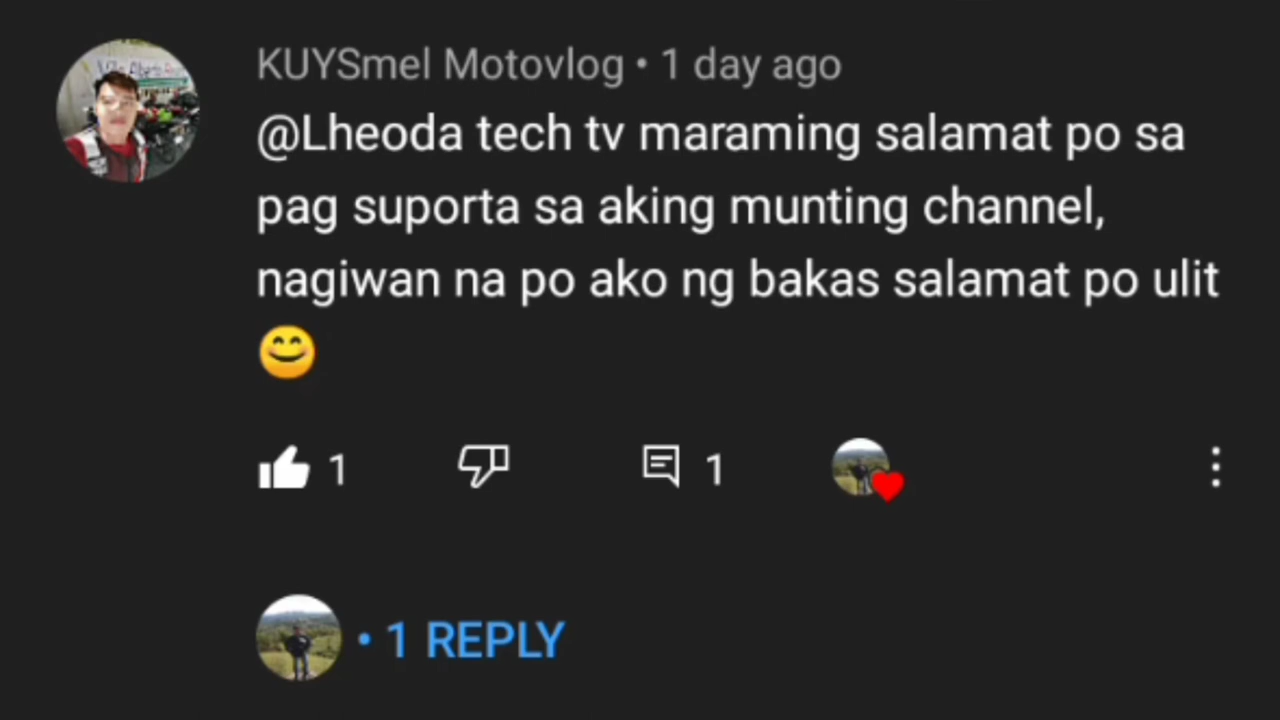 KUYSmel Motovlog • 1 day ago
@Lheoda tech tv maraming salamat po sa
pag suporta sa aking munting channel,
nagiwan na po ako ng bakas salamat po ulit
😊
1 1
• 1 REPLY